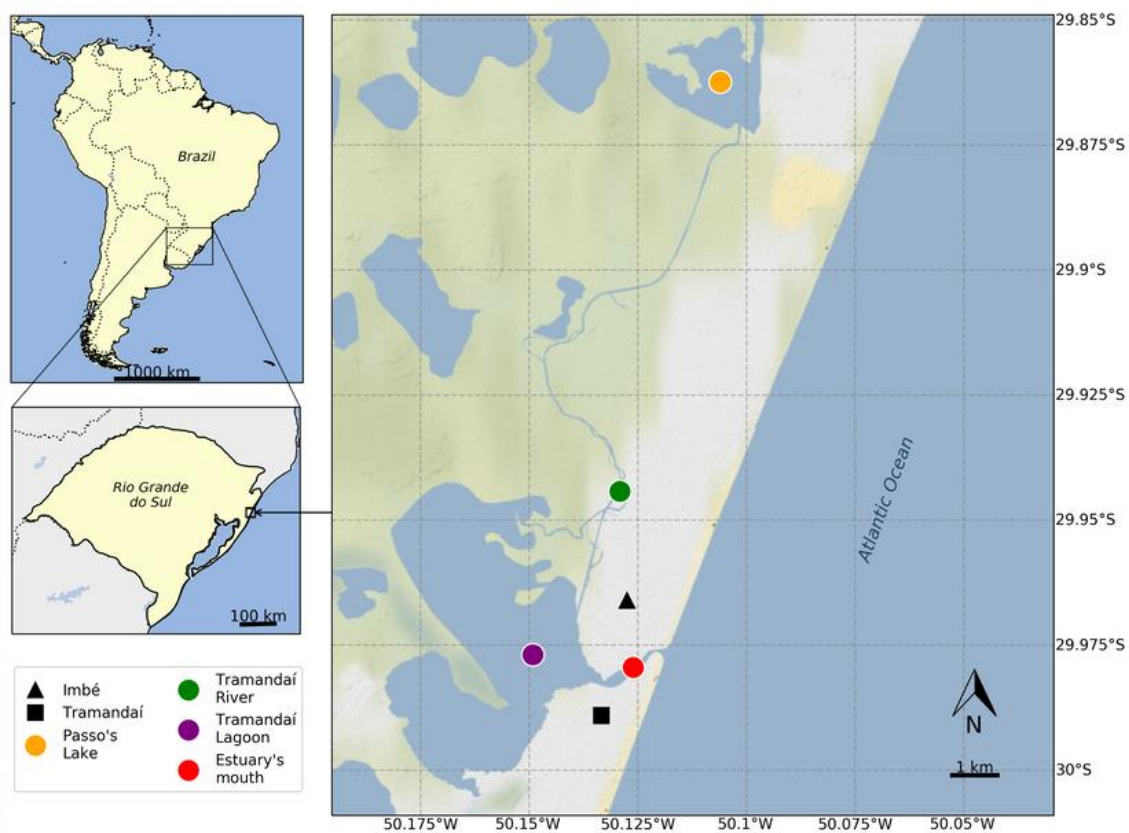 Brazil
1000 km
Rio Grande
do Sul
100 km
Imbé
Tramandaí
Passo's
Lake
Tramandaí
River
Tramandaí
Lagoon
Estuary's
mouth
29.85°S
29.875°S
29.9°S
29.925°S
29.95°S
29.975°S
30°S
Atlantic Ocean
N
1 km
50.175°W
50.15°W
50.125°W
50.1°W
50.075°W
50.05°W